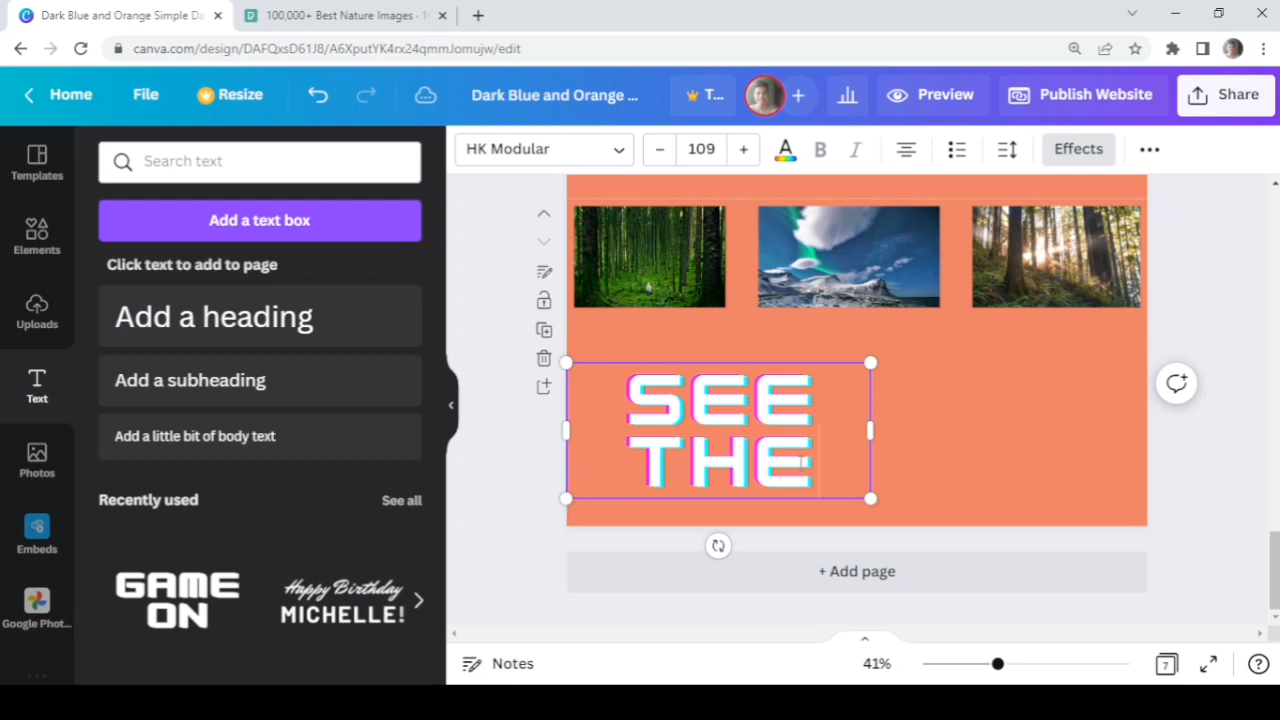 Dark Blue and Orange Simple Da
100,000+ Best Nature Images - 1
canva.com/design/DAFQxsD61J8/A6XputYK4rx24qmmJomujw/edit
Home
File
Resize
Dark Blue and Orange ...
T...
Preview
Publish Website
Share
Templates
Elements
Uploads
Text
Photos
Embeds
Google Phot...
Search text
Add a text box
Click text to add to page
Add a heading
Add a subheading
Add a little bit of body text
Recently used
See all
GAME
ON
Happy Birthday
MICHELLE!
HK Modular
109
A
B
I
Effects
SEE
THE
+ Add page
Notes
41%
7